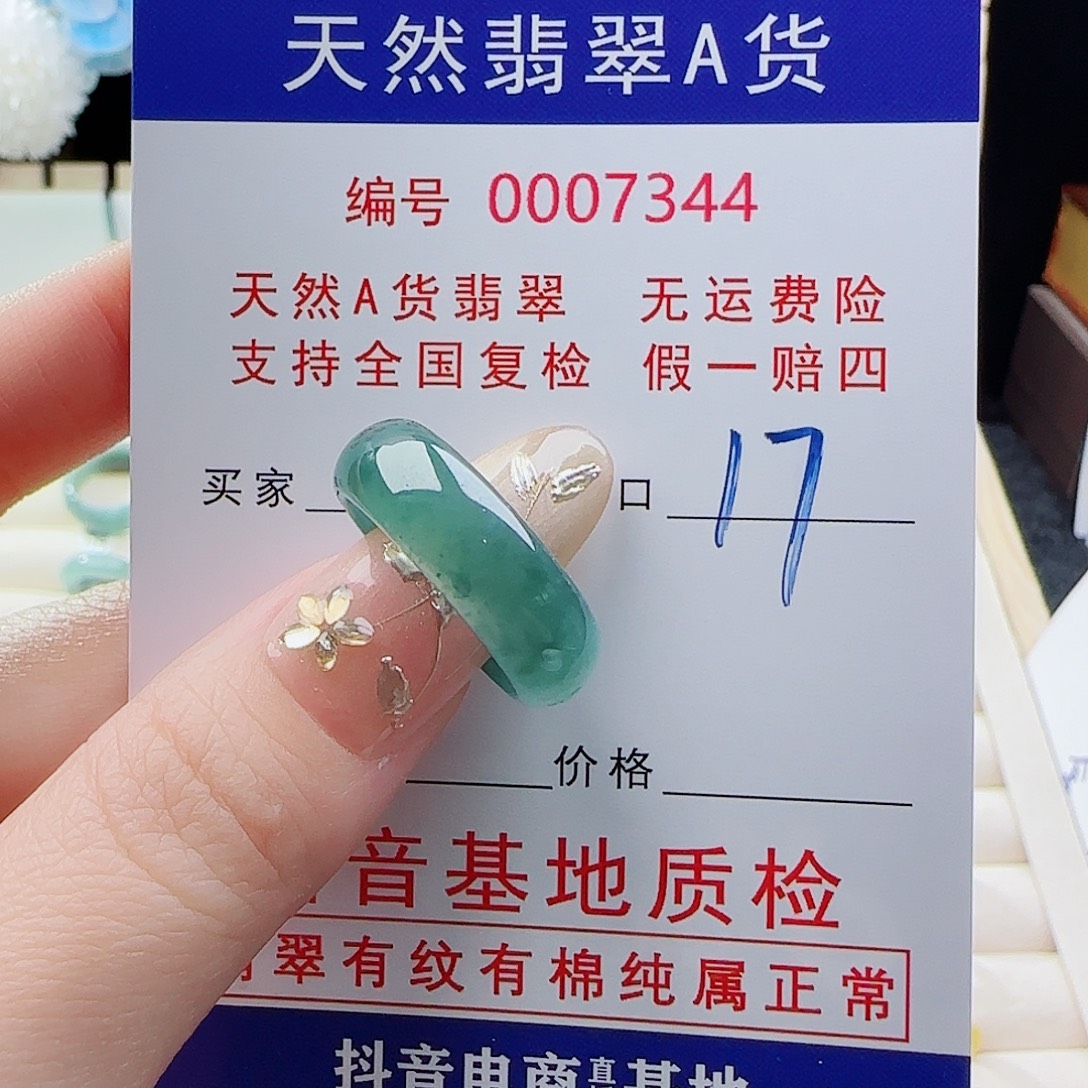 天然翡翠A货
编号 0007344
天然A货翡翠 无运费险
支持全国复检 假一赔四
买家 口 17
价格
音基地质检
翠有纹有棉纯属正常
抖音电商 基地